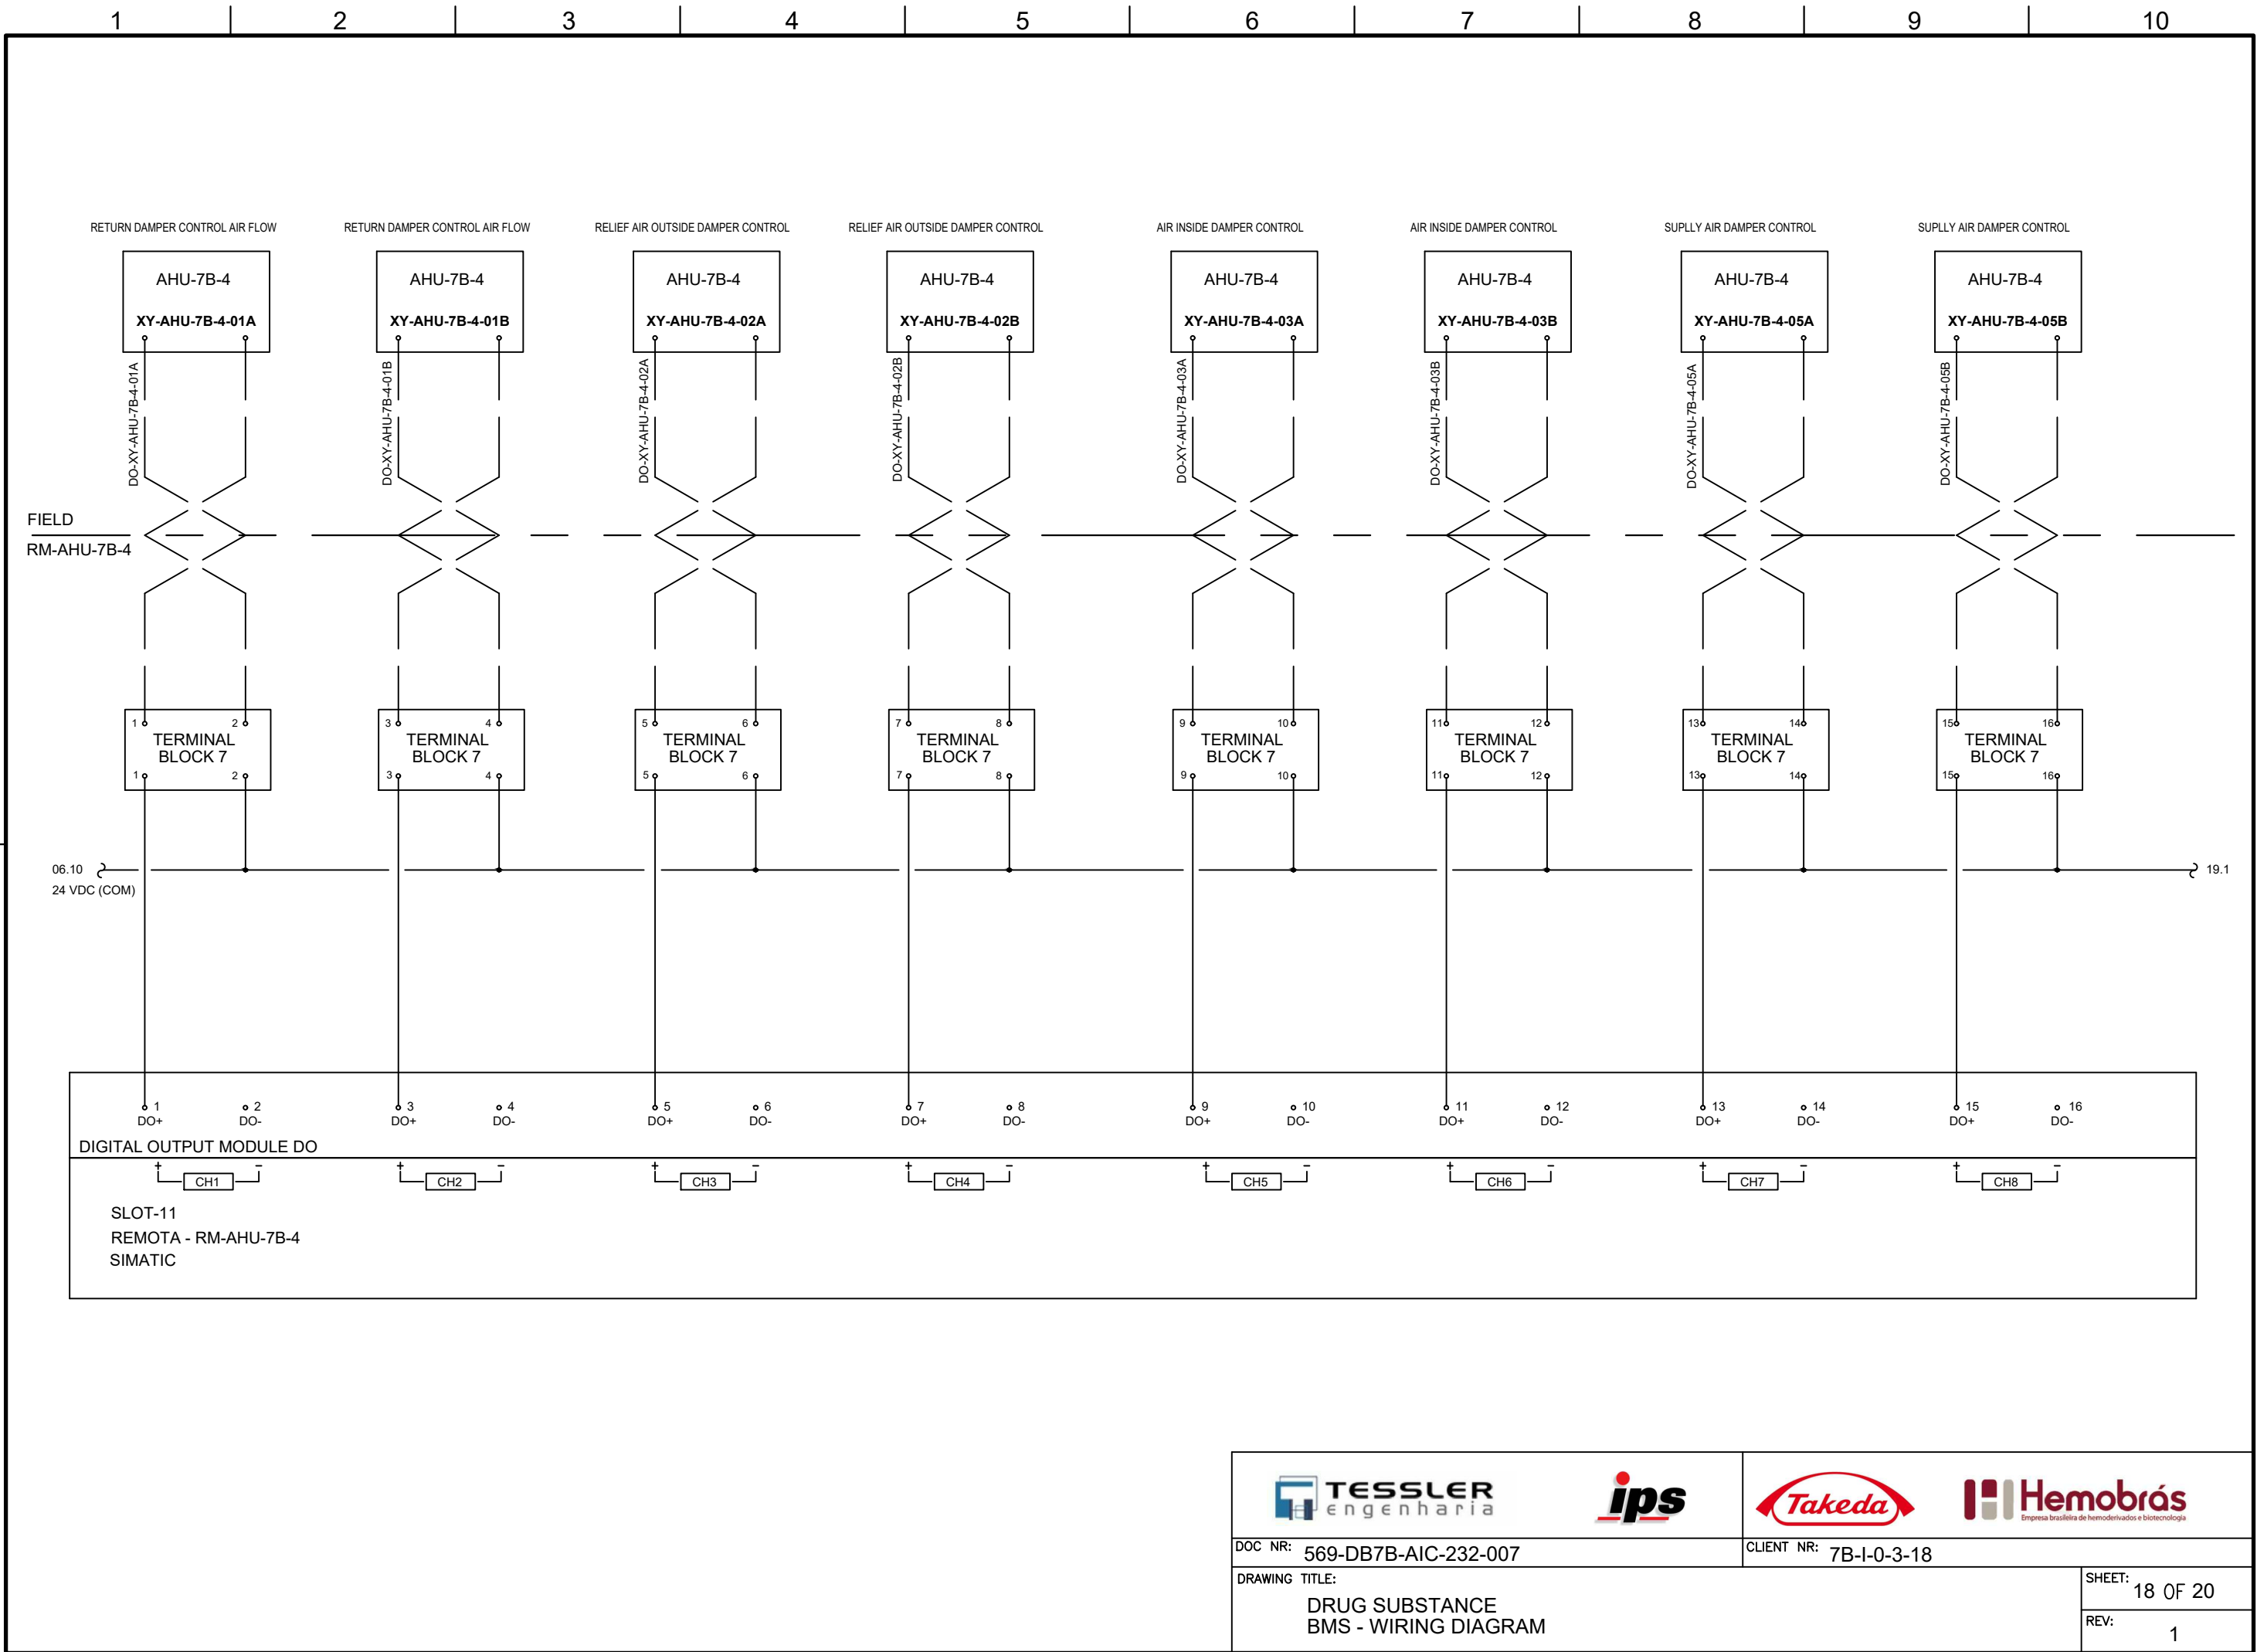 1 2 3 4 5 6 7 8 9 10
RETURN DAMPER CONTROL AIR FLOW
RETURN DAMPER CONTROL AIR FLOW
RELIEF AIR OUTSIDE DAMPER CONTROL
RELIEF AIR OUTSIDE DAMPER CONTROL
AIR INSIDE DAMPER CONTROL
AIR INSIDE DAMPER CONTROL
SUPLLY AIR DAMPER CONTROL
SUPLLY AIR DAMPER CONTROL
AHU-7B-4
XY-AHU-7B-4-01A
AHU-7B-4
XY-AHU-7B-4-01B
AHU-7B-4
XY-AHU-7B-4-02A
AHU-7B-4
XY-AHU-7B-4-02B
AHU-7B-4
XY-AHU-7B-4-03A
AHU-7B-4
XY-AHU-7B-4-03B
AHU-7B-4
XY-AHU-7B-4-05A
AHU-7B-4
XY-AHU-7B-4-05B
DO-XY-AHU-7B-4-01A
DO-XY-AHU-7B-4-01B
DO-XY-AHU-7B-4-02A
DO-XY-AHU-7B-4-02B
DO-XY-AHU-7B-4-03A
DO-XY-AHU-7B-4-03B
DO-XY-AHU-7B-4-05A
DO-XY-AHU-7B-4-05B
FIELD
RM-AHU-7B-4
1 2
TERMINAL
BLOCK 7
1 2
3 4
TERMINAL
BLOCK 7
3 4
5 6
TERMINAL
BLOCK 7
5 6
7 8
TERMINAL
BLOCK 7
7 8
9 10
TERMINAL
BLOCK 7
9 10
11 12
TERMINAL
BLOCK 7
11 12
13 14
TERMINAL
BLOCK 7
13 14
15 16
TERMINAL
BLOCK 7
15 16
06.10
24 VDC (COM)
19.1
1 2 3 4 5 6 7 8 9 10 11 12 13 14 15 16
DO+ DO- DO+ DO- DO+ DO- DO+ DO- DO+ DO- DO+ DO- DO+ DO- DO+ DO-
DIGITAL OUTPUT MODULE DO
+ - + - + - + - + - + - + - + -
CH1 CH2 CH3 CH4 CH5 CH6 CH7 CH8
SLOT-11
REMOTA - RM-AHU-7B-4
SIMATIC
TESSLER
engenharia
ips
Takeda
Hemobrás
Empresa brasileira de hemoderivados e biotecnologia
DOC NR: 569-DB7B-AIC-232-007
CLIENT NR: 7B-I-0-3-18
DRAWING TITLE:
DRUG SUBSTANCE
BMS - WIRING DIAGRAM
SHEET: 18 OF 20
REV: 1